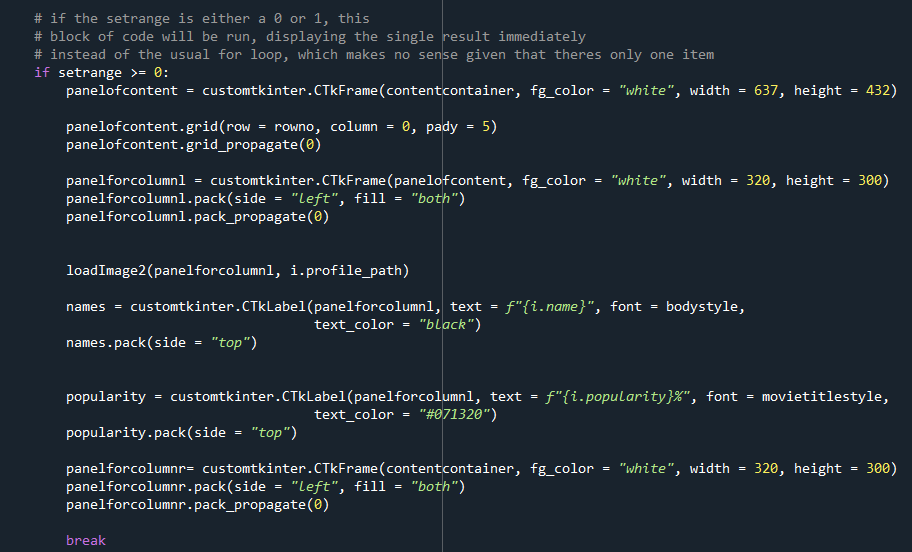 # if the setrange is either a 0 or 1, this
# block of code will be run, displaying the single result immediately
# instead of the usual for loop, which makes no sense given that theres only one item
if setrange >= 0:
panelofcontent = customtkinter.CTkFrame(contentcontainer, fg_color = "white", width = 637, height = 432)
panelofcontent.grid(row = rowno, column = 0, pady = 5)
panelofcontent.grid_propagate(0)
panelforcolumnl = customtkinter.CTkFrame(panelofcontent, fg_color = "white", width = 320, height = 300)
panelforcolumnl.pack(side = "left", fill = "both")
panelforcolumnl.pack_propagate(0)
loadImage2(panelforcolumnl, i.profile_path)
names = customtkinter.CTkLabel(panelforcolumnl, text = f"{i.name}", font = bodystyle,
text_color = "black")
names.pack(side = "top")
popularity = customtkinter.CTkLabel(panelforcolumnl, text = f"{i.popularity}%", font = movietitlestyle,
text_color = "#071320")
popularity.pack(side = "top")
panelforcolumnr= customtkinter.CTkFrame(contentcontainer, fg_color = "white", width = 320, height = 300)
panelforcolumnr.pack(side = "left", fill = "both")
panelforcolumnr.pack_propagate(0)
break